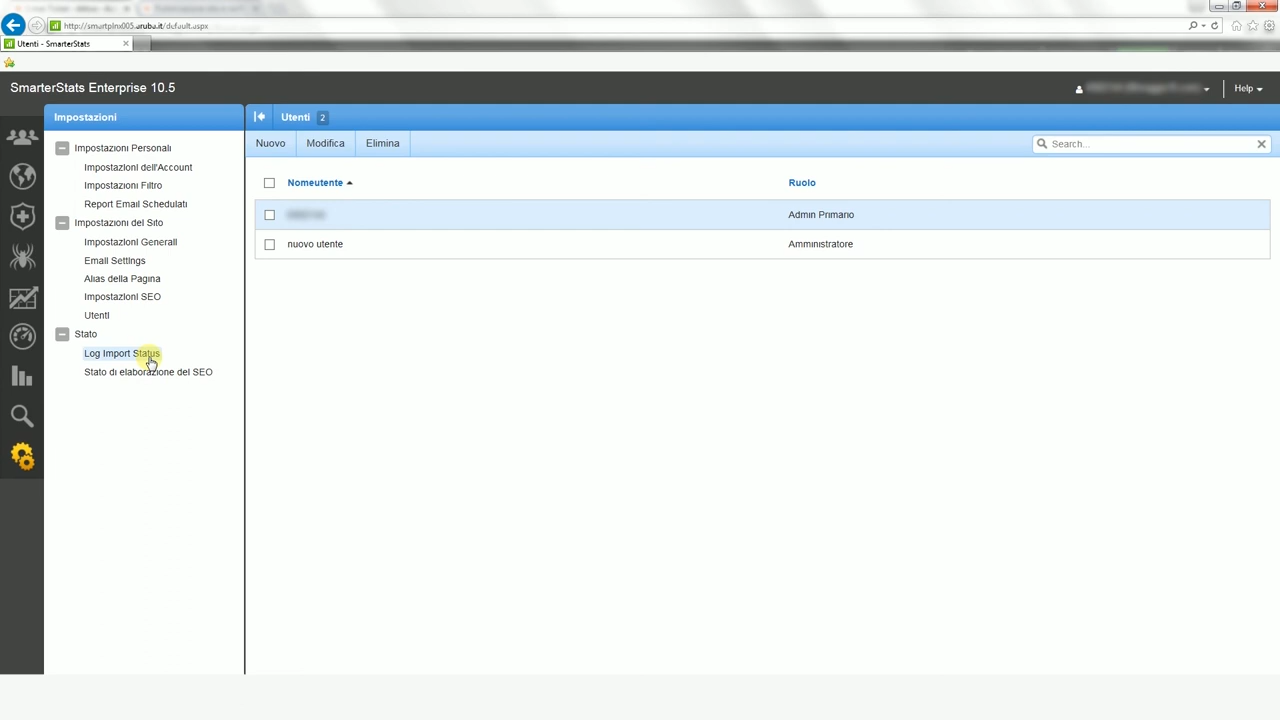 http://smartplnx005.aruba.it/default.aspx
Utenti - SmarterStats
SmarterStats Enterprise 10.5
Help
Impostazioni
Utenti 2
Nuovo
Modifica
Elimina
Search...
Impostazioni Personali
Impostazioni dell'Account
Impostazioni Filtro
Report Email Schedulati
Impostazioni del Sito
Impostazioni Generali
Email Settings
Alias della Pagina
Impostazioni SEO
Utenti
Stato
Log Import Status
Stato di elaborazione del SEO
Nomeutente
Ruolo
Admin Primario
nuovo utente
Amministratore